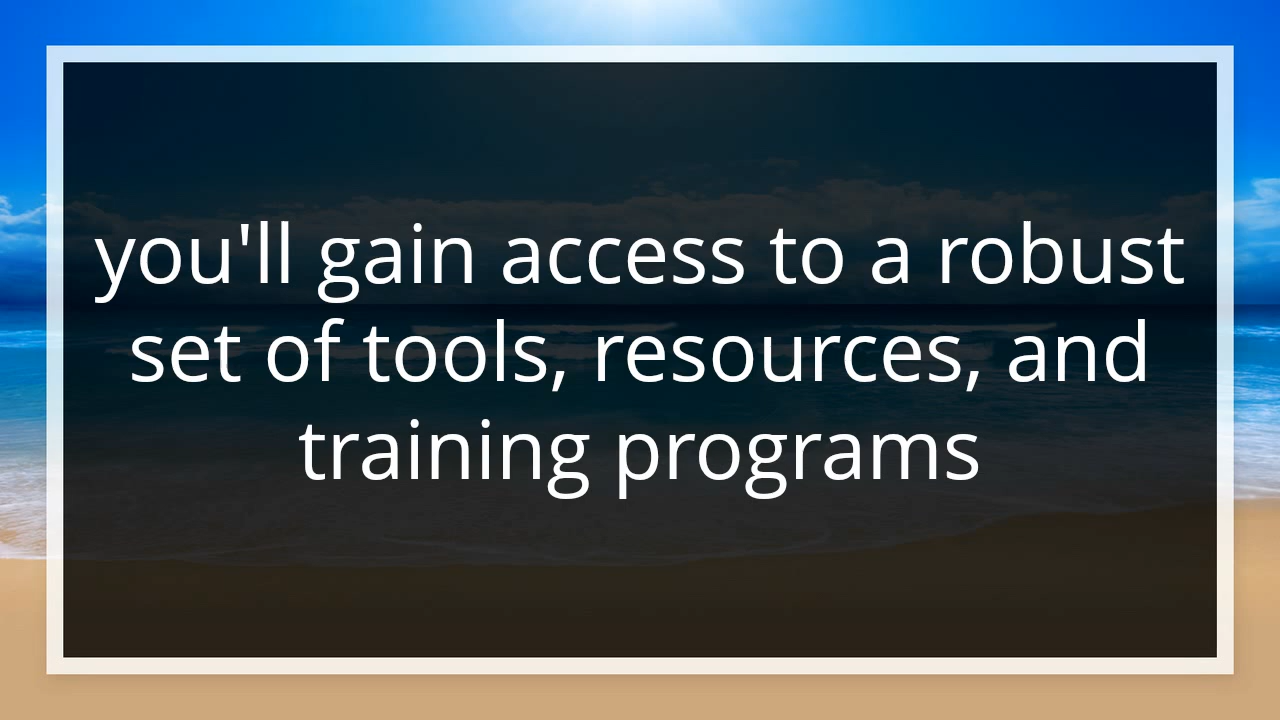 you'll gain access to a robust
set of tools, resources, and
training programs